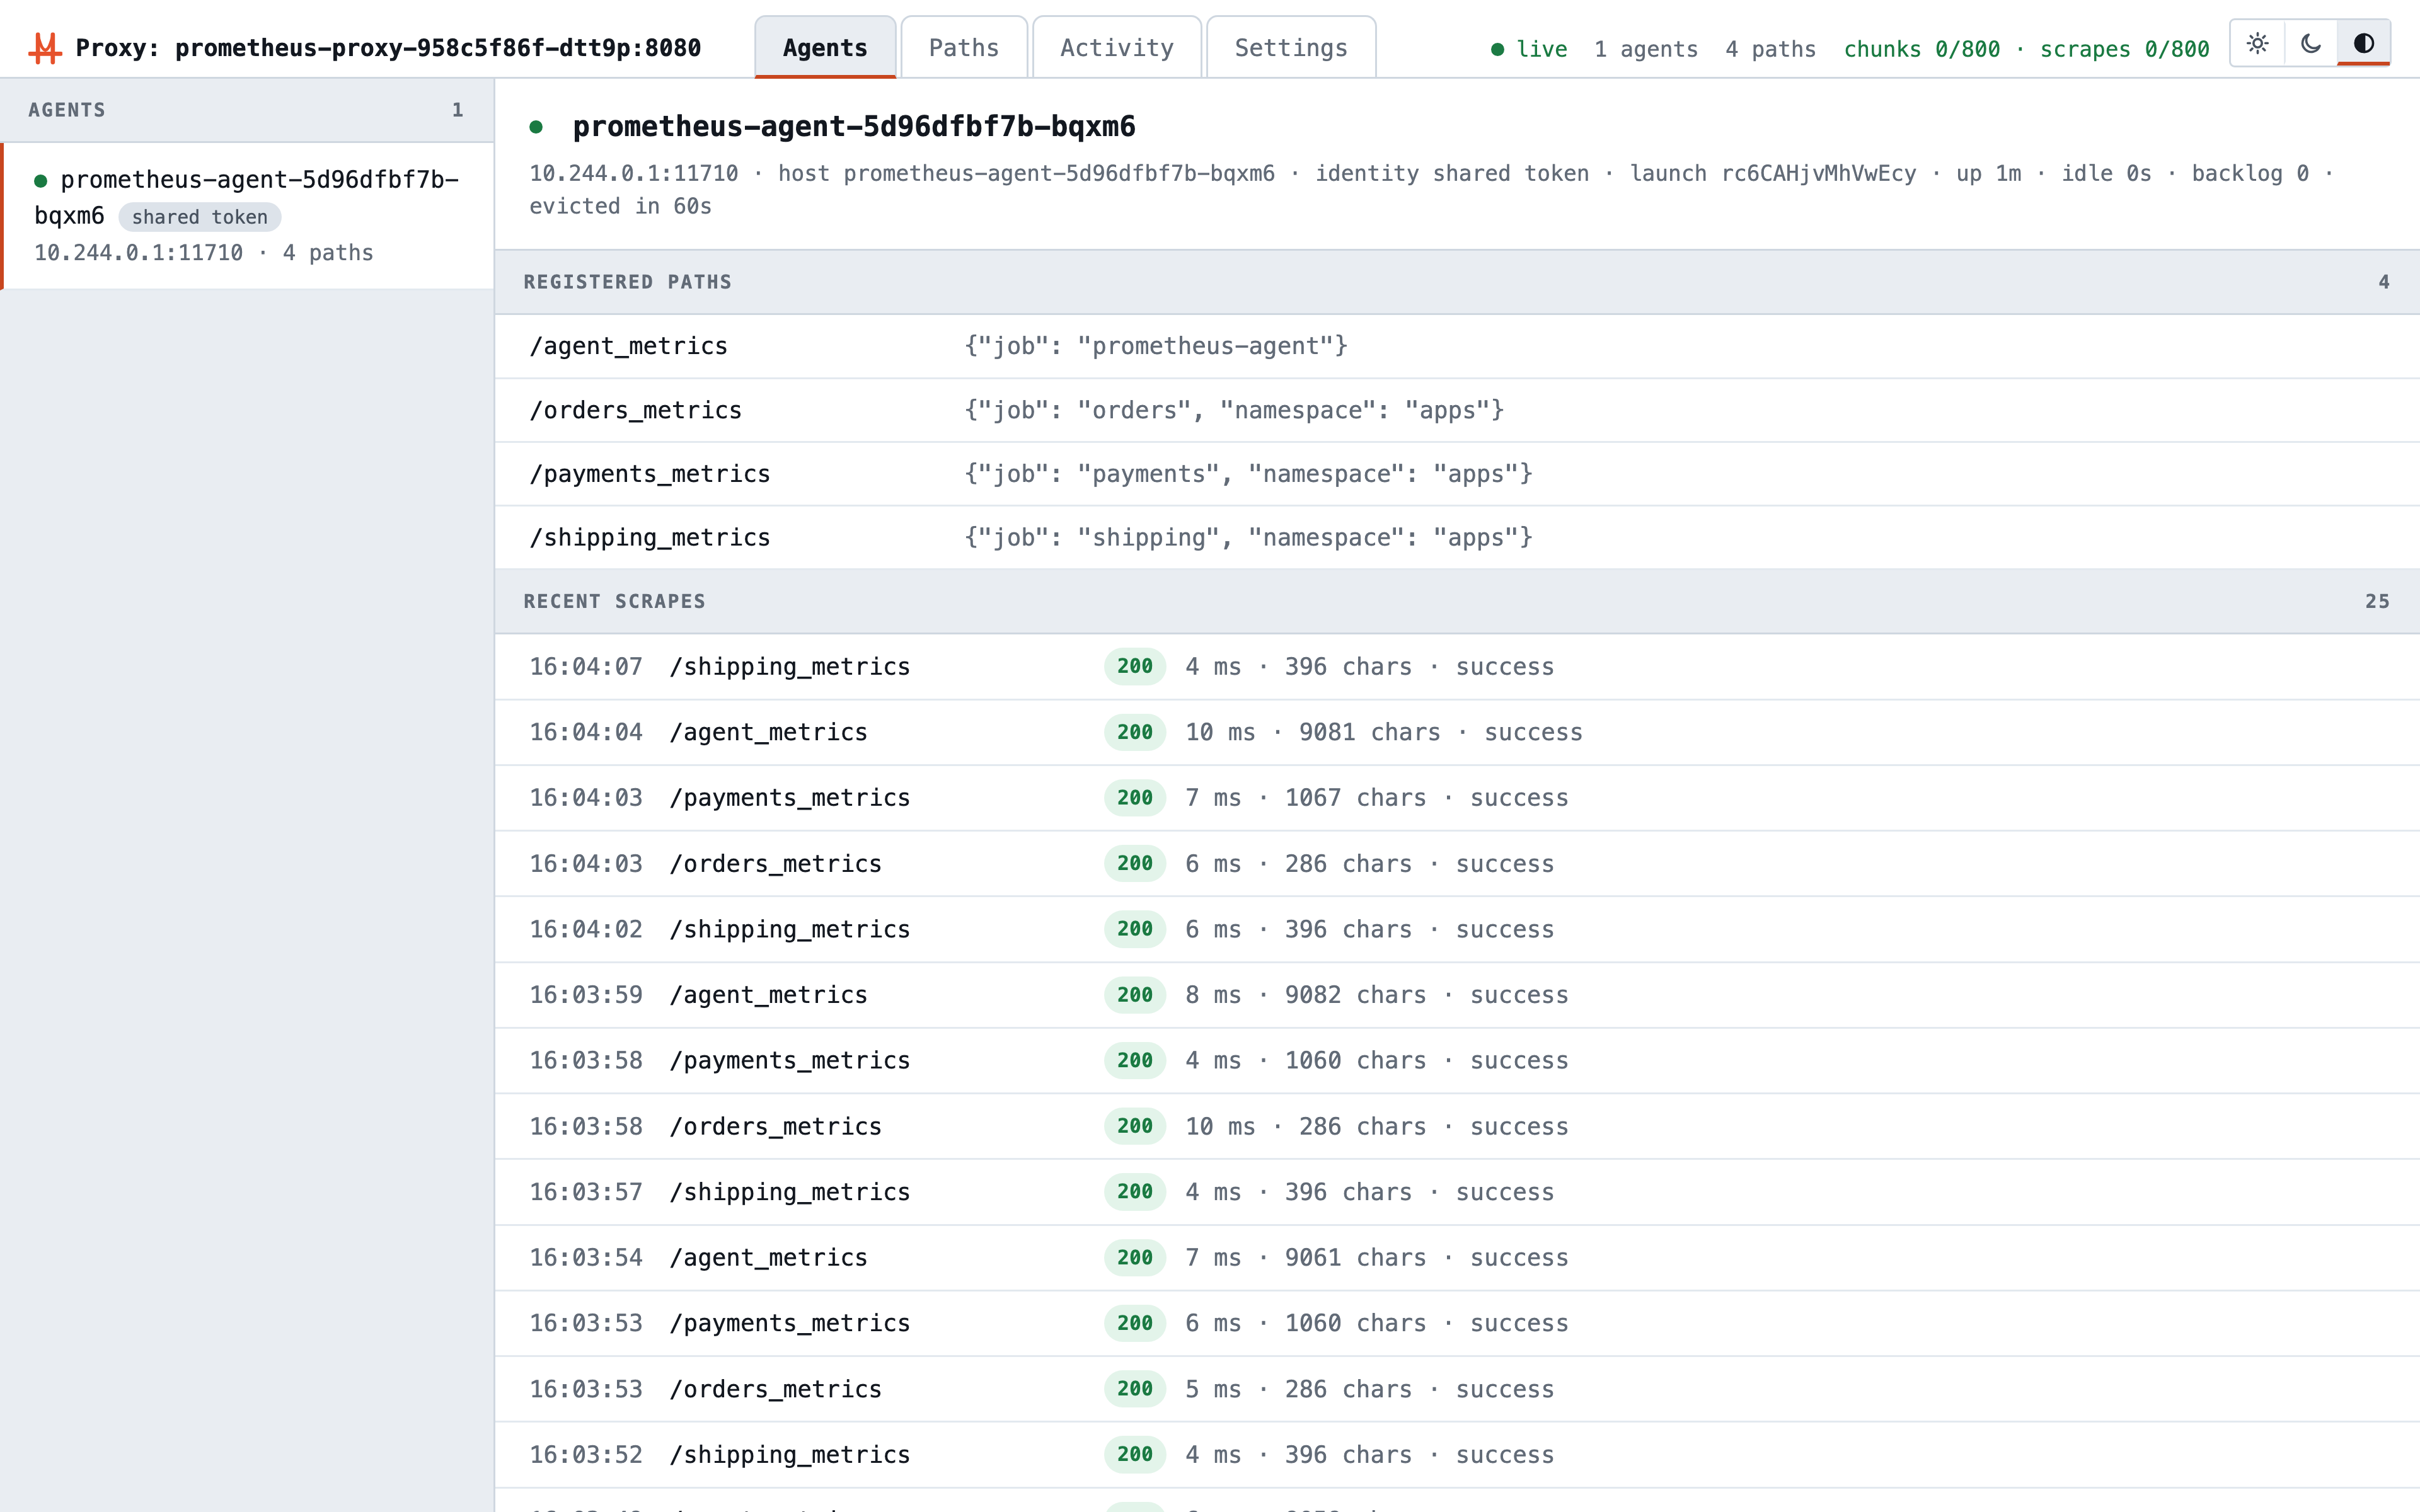 Proxy: prometheus-proxy-958c5f86f-dtt9p:8080
Agents
Paths
Activity
Settings
live 1 agents 4 paths chunks 0/800 · scrapes 0/800
AGENTS 1
prometheus-agent-5d96dfbf7b-
bqxm6 shared token
10.244.0.1:11710 · 4 paths
prometheus-agent-5d96dfbf7b-bqxm6
10.244.0.1:11710 · host prometheus-agent-5d96dfbf7b-bqxm6 · identity shared token · launch rc6CAHjvMhVwEcy · up 1m · idle 0s · backlog 0 ·
evicted in 60s
REGISTERED PATHS 4
/agent_metrics {"job": "prometheus-agent"}
/orders_metrics {"job": "orders", "namespace": "apps"}
/payments_metrics {"job": "payments", "namespace": "apps"}
/shipping_metrics {"job": "shipping", "namespace": "apps"}
RECENT SCRAPES 25
16:04:07 /shipping_metrics 200 4 ms · 396 chars · success
16:04:04 /agent_metrics 200 10 ms · 9081 chars · success
16:04:03 /payments_metrics 200 7 ms · 1067 chars · success
16:04:03 /orders_metrics 200 6 ms · 286 chars · success
16:04:02 /shipping_metrics 200 6 ms · 396 chars · success
16:03:59 /agent_metrics 200 8 ms · 9082 chars · success
16:03:58 /payments_metrics 200 4 ms · 1060 chars · success
16:03:58 /orders_metrics 200 10 ms · 286 chars · success
16:03:57 /shipping_metrics 200 4 ms · 396 chars · success
16:03:54 /agent_metrics 200 7 ms · 9061 chars · success
16:03:53 /payments_metrics 200 6 ms · 1060 chars · success
16:03:53 /orders_metrics 200 5 ms · 286 chars · success
16:03:52 /shipping_metrics 200 4 ms · 396 chars · success